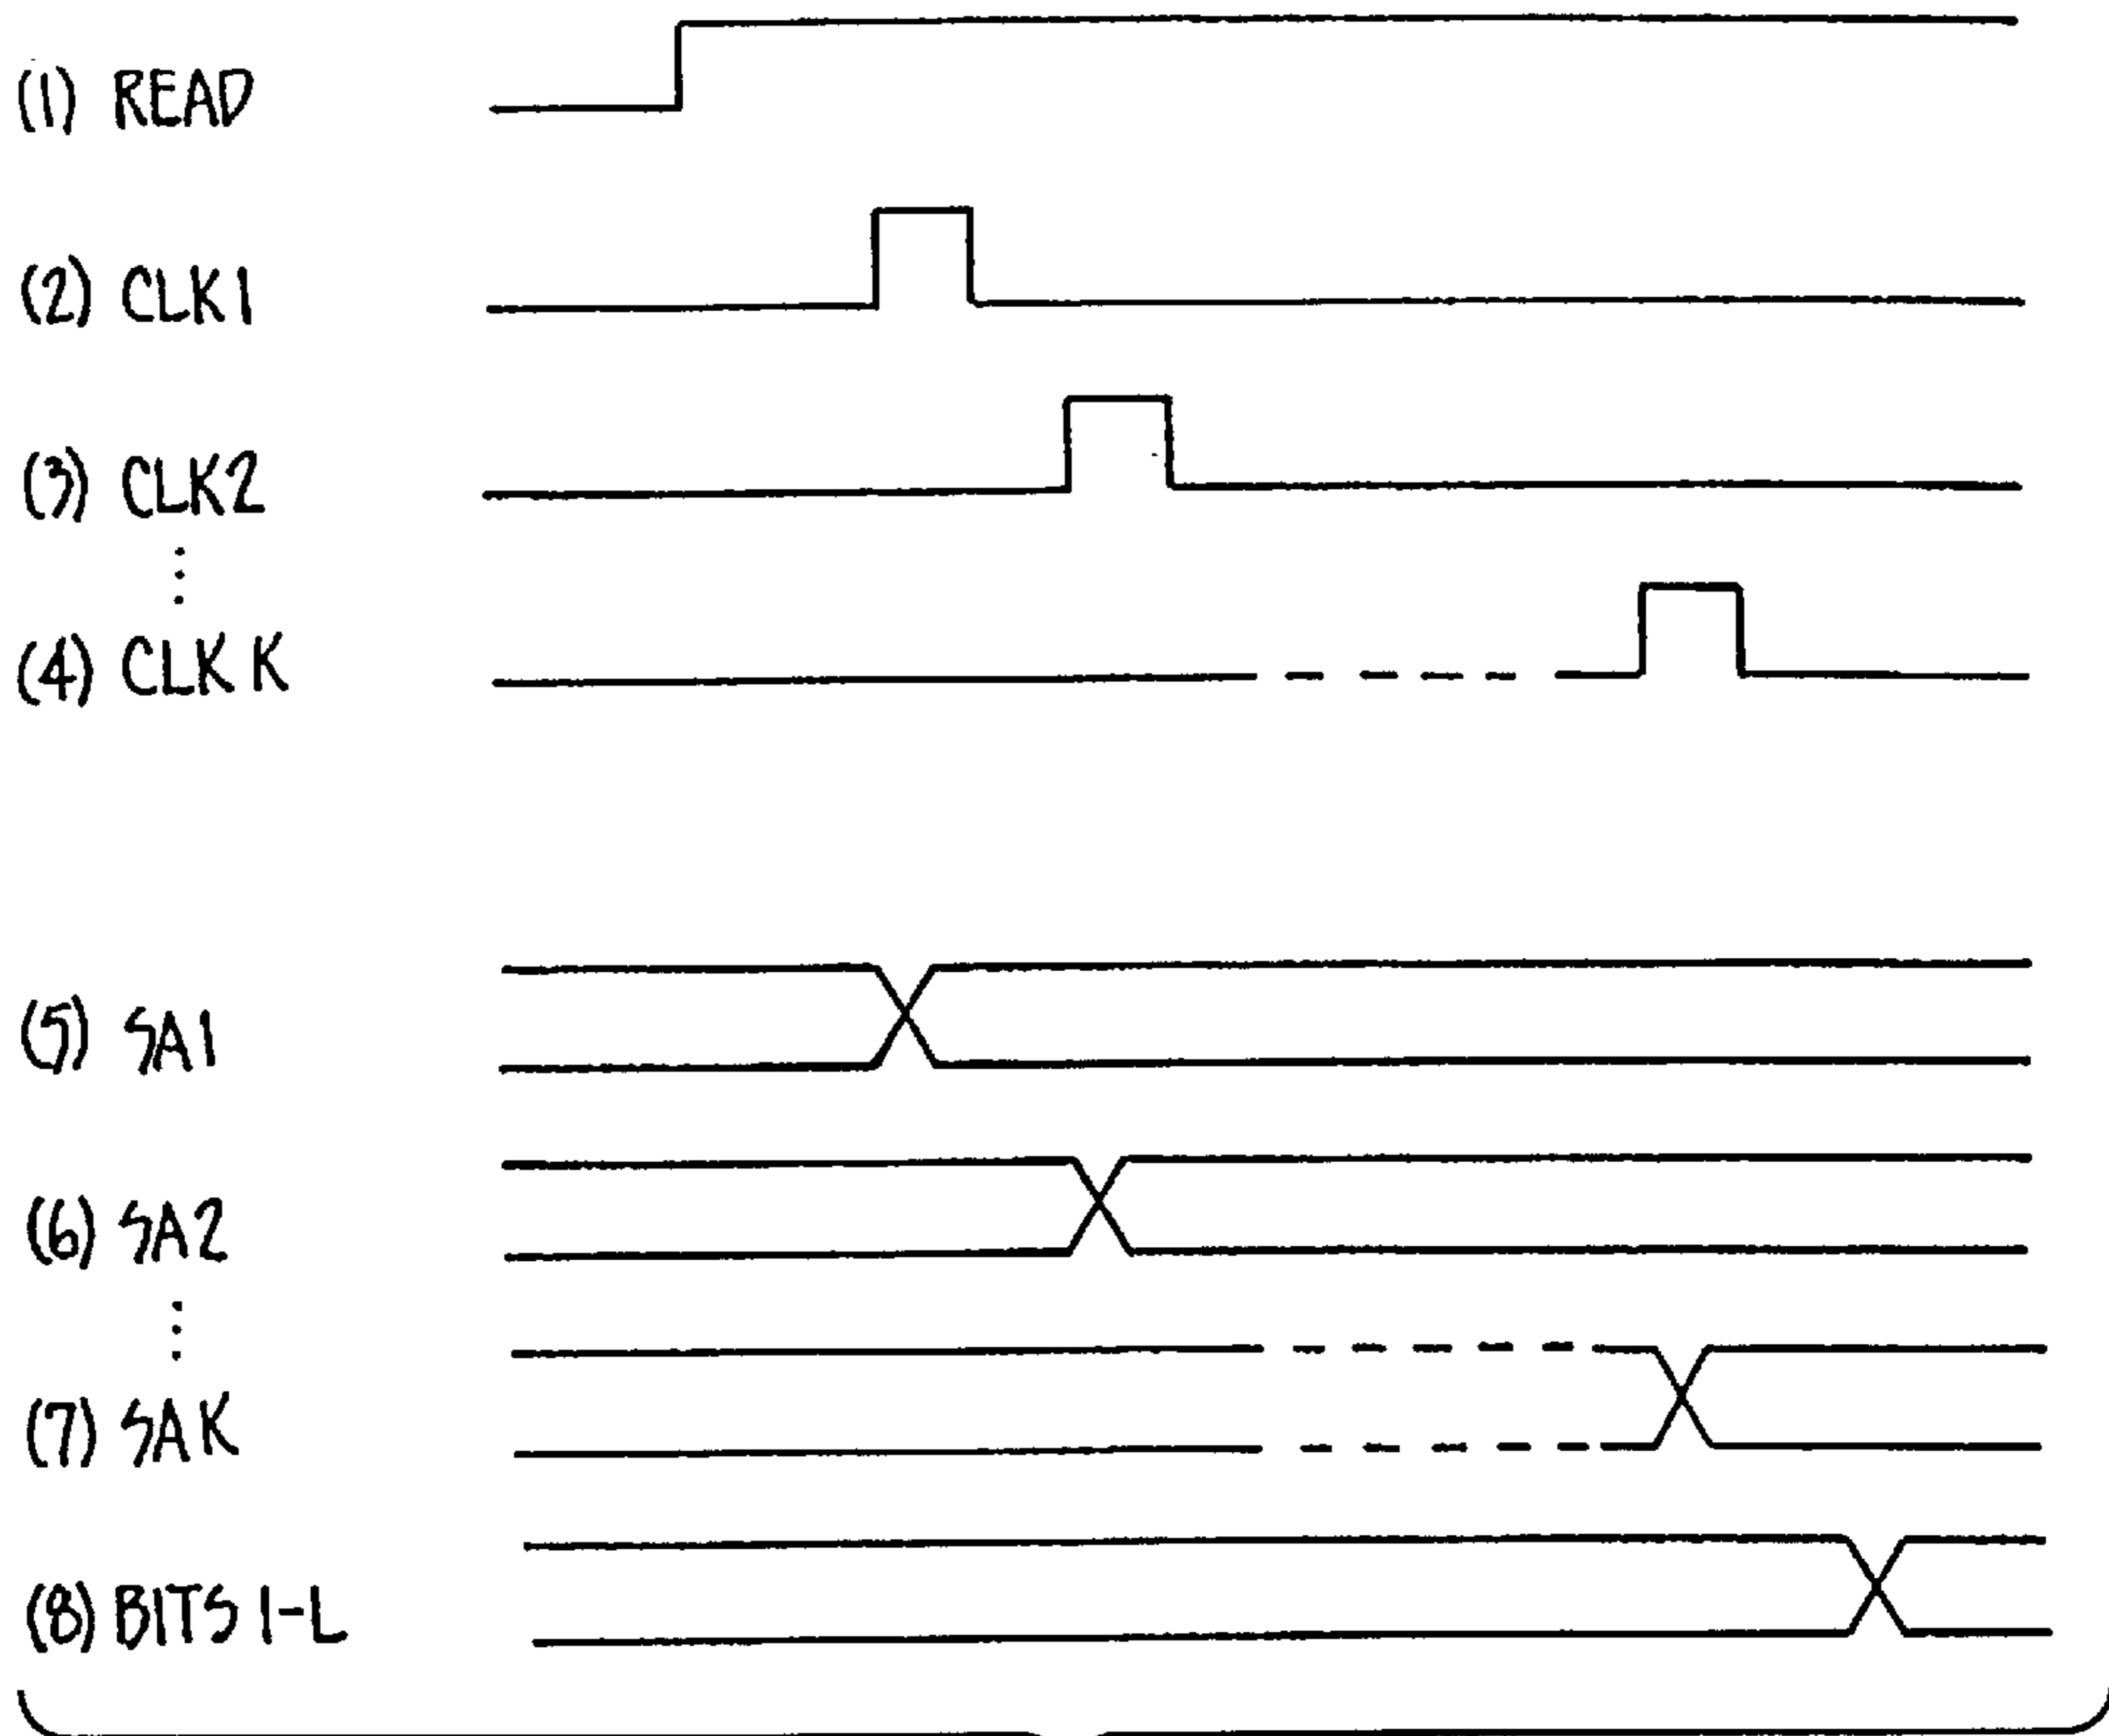 (1) READ
(2) CLK1
(3) CLK2
⋮
(4) CLK K
(5) SA1
(6) SA2
⋮
(7) SAK
(8) BITS 1-L